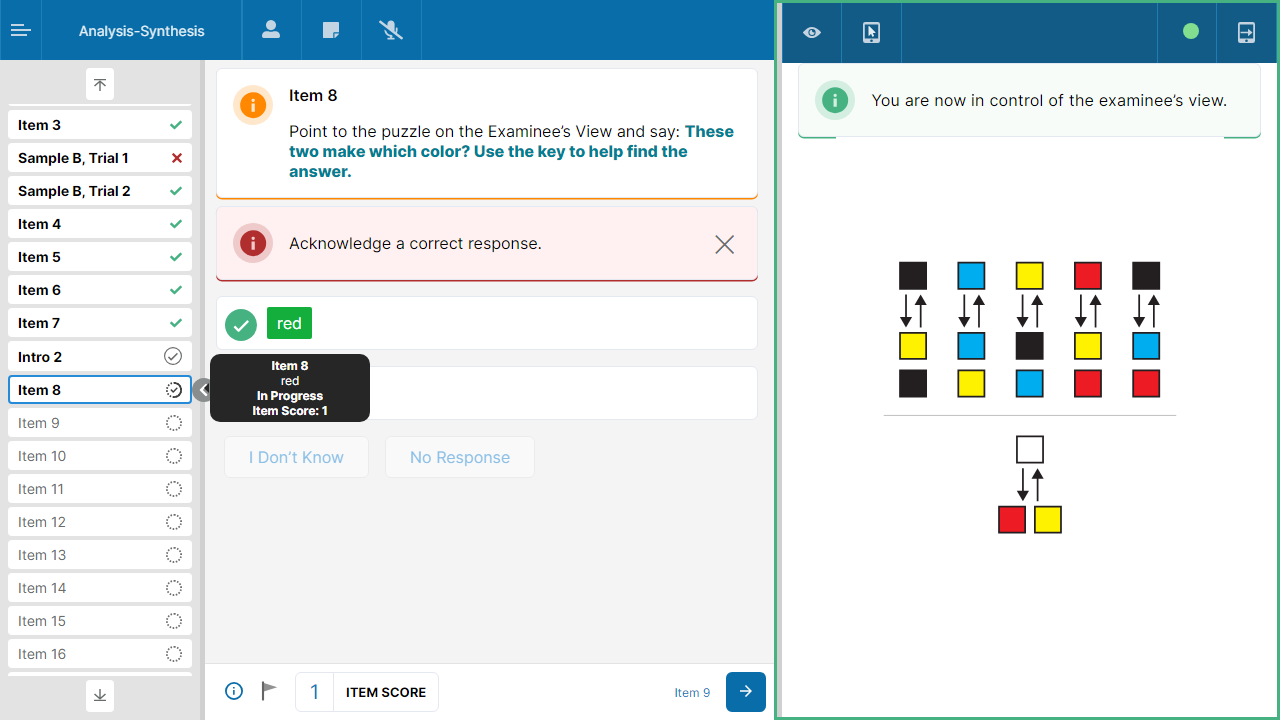 Analysis-Synthesis
Item 3
Sample B, Trial 1
Sample B, Trial 2
Item 4
Item 5
Item 6
Item 7
Intro 2
Item 8
Item 9
Item 10
Item 11
Item 12
Item 13
Item 14
Item 15
Item 16
Item 8
Point to the puzzle on the Examinee's View and say: These
two make which color? Use the key to help find the
answer.
Acknowledge a correct response.
red
Item 8
red
In Progress
Item Score: 1
I Don't Know
No Response
1
ITEM SCORE
Item 9
You are now in control of the examinee's view.